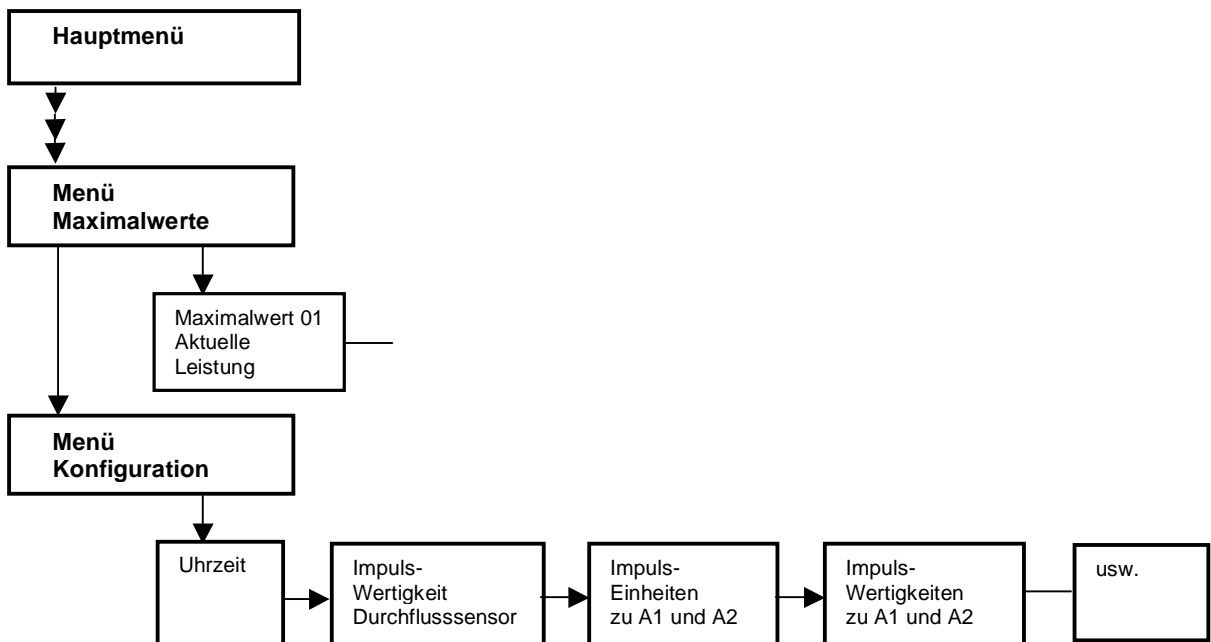 Hauptmenü
Menü
Maximalwerte
Maximalwert 01
Aktuelle
Leistung
Menü
Konfiguration
Uhrzeit
Impuls-
Wertigkeit
Durchflusssensor
Impuls-
Einheiten
zu A1 und A2
Impuls-
Wertigkeiten
zu A1 und A2
usw.